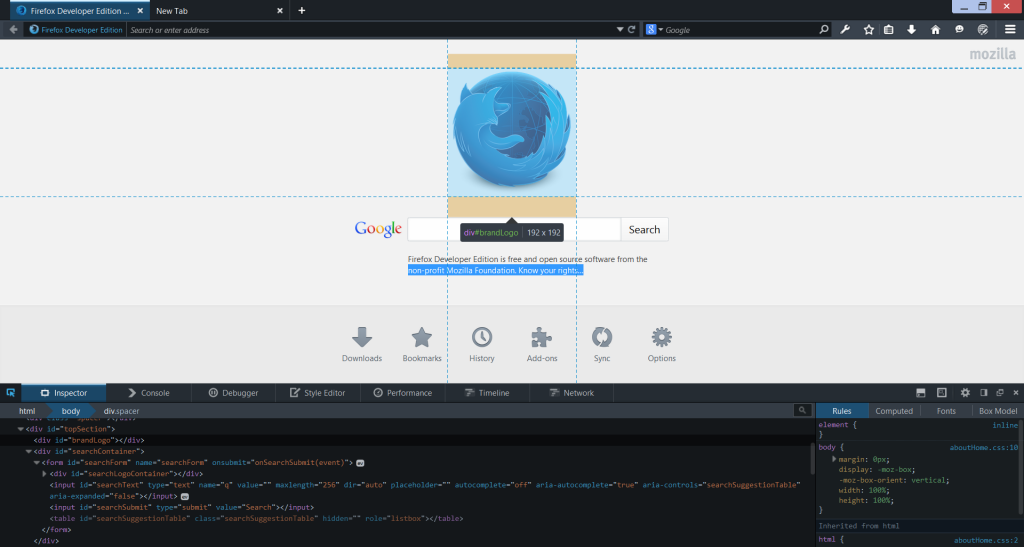 Firefox Developer Edition ...
New Tab
Firefox Developer Edition
Search or enter address
Google
mozilla
Google
Search
div#brandLogo
192 x 192
Firefox Developer Edition is free and open source software from the
non-profit Mozilla Foundation. Know your rights...
Downloads
Bookmarks
History
Add-ons
Sync
Options
Inspector
Console
Debugger
Style Editor
Performance
Timeline
Network
html
body
div.spacer
Rules
Computed
Fonts
Box Model
<div id="topSection">
<div id="brandLogo"></div>
<div id="searchContainer">
<form id="searchForm" name="searchForm" onsubmit="onSearchSubmit(event)"> ev
<div id="searchLogoContainer"></div>
<input id="searchText" type="text" name="q" value="" maxlength="256" dir="auto" placeholder="" autocomplete="off" aria-autocomplete="true" aria-controls="searchSuggestionTable"
aria-expanded="false"></input> ev
<input id="searchSubmit" type="submit" value="Search"></input>
<table id="searchSuggestionTable" class="searchSuggestionTable" hidden="" role="listbox"></table>
</form>
</div>
element {
inline
}
body {
aboutHome.css:10
margin: 0px;
display: -moz-box;
-moz-box-orient: vertical;
width: 100%;
height: 100%;
}
Inherited from html
html {
aboutHome.css:2